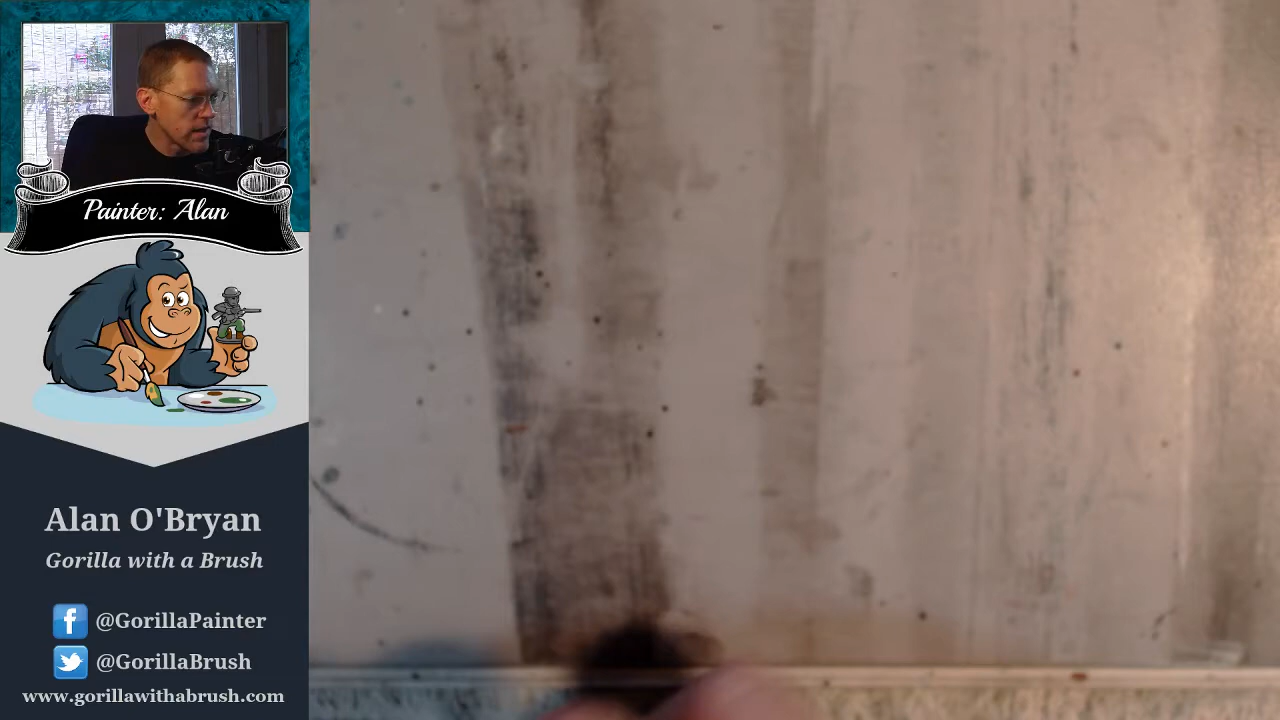 Painter: Alan
Alan O'Bryan
Gorilla with a Brush
@GorillaPainter
@GorillaBrush
www.gorillawithabrush.com